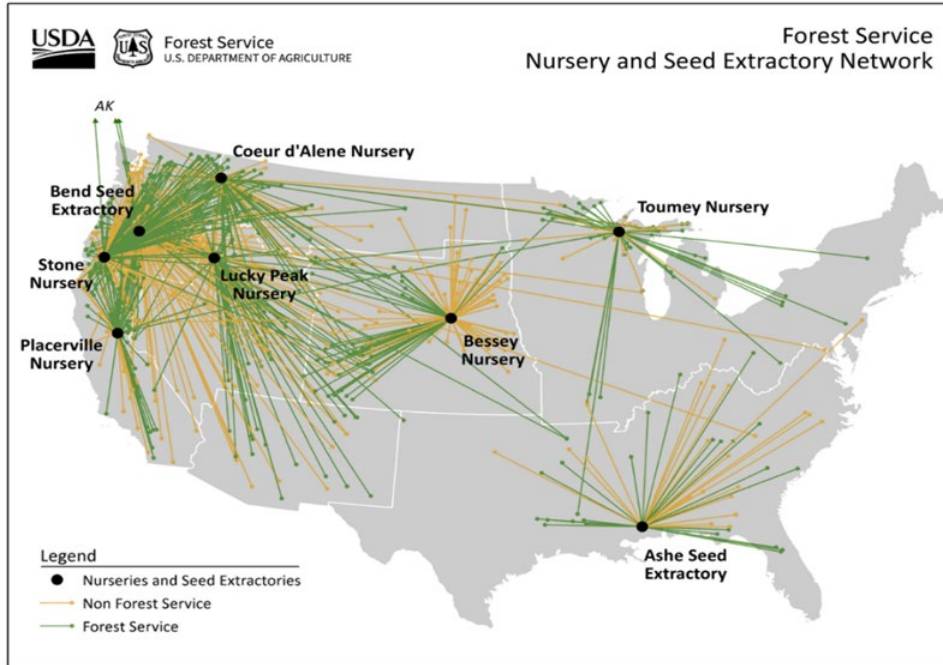 USDA
UAS
Forest Service
U.S. DEPARTMENT OF AGRICULTURE
Forest Service
Nursery and Seed Extractory Network
AK
Coeur d'Alene Nursery
Bend Seed
Extractory
Toumey Nursery
Stone
Nursery
Lucky Peak
Nursery
Placerville
Nursery
Bessey
Nursery
Ashe Seed
Extractory
Legend
Nurseries and Seed Extractories
Non Forest Service
Forest Service